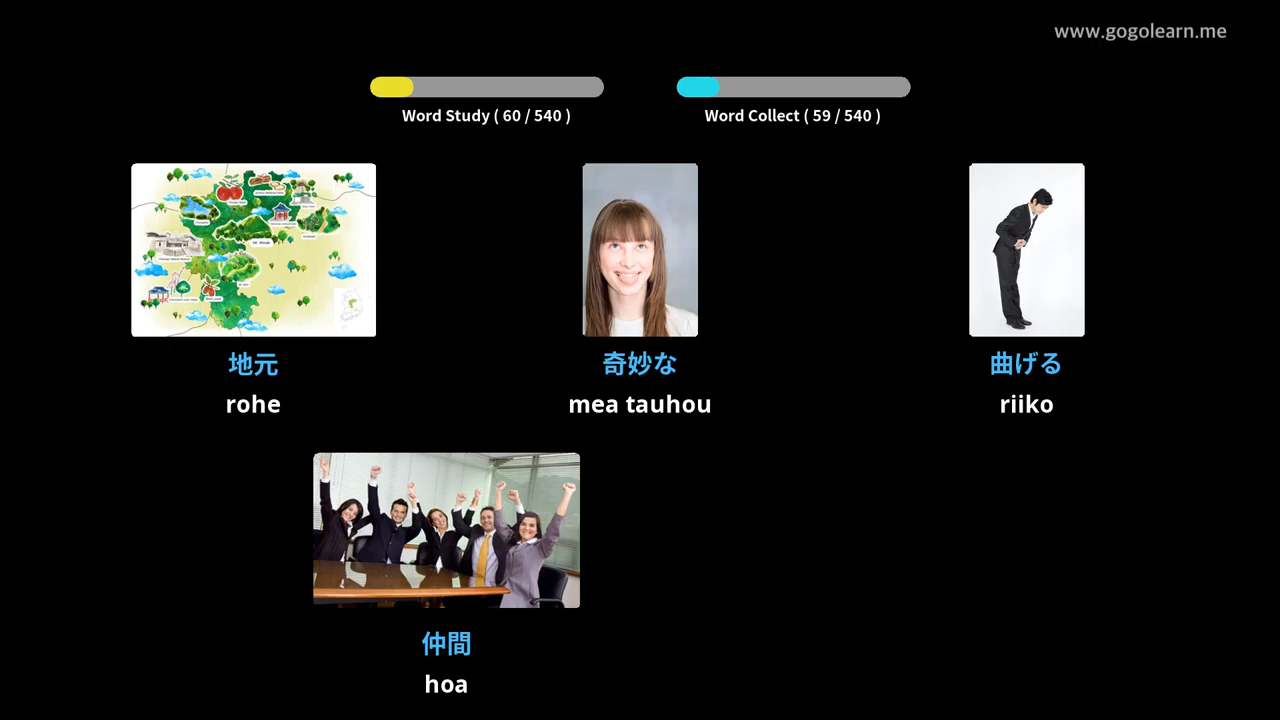 www.gogolearn.me
Word Study ( 60 / 540 )
Word Collect ( 59 / 540 )
地元
rohe
奇妙な
mea tauhou
曲げる
riiko
仲間
hoa